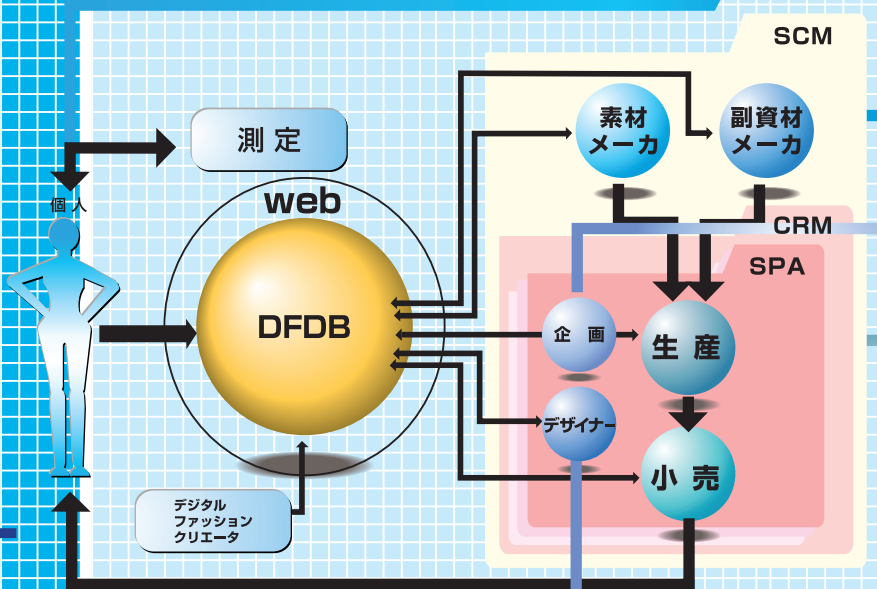 SCM
素材
メーカ
副資材
メーカ
測 定
個 人
web
CRM
SPA
DFDB
企 画
生 産
デザイナー
小 売
デジタル
ファッション
クリエータ